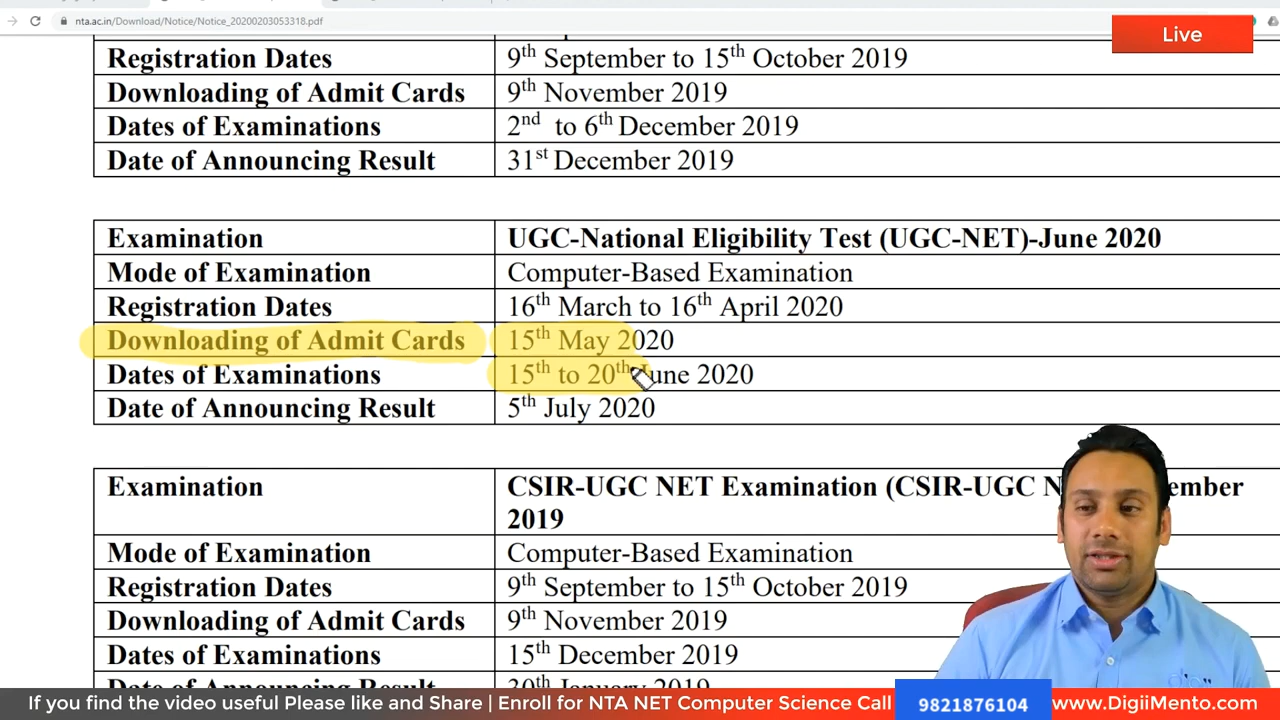 nta.ac.in/Download/Notice/Notice_20200203053318.pdf
Live
Registration Dates 9th September to 15th October 2019
Downloading of Admit Cards 9th November 2019
Dates of Examinations 2nd to 6th December 2019
Date of Announcing Result 31st December 2019
Examination UGC-National Eligibility Test (UGC-NET)-June 2020
Mode of Examination Computer-Based Examination
Registration Dates 16th March to 16th April 2020
Downloading of Admit Cards 15th May 2020
Dates of Examinations 15th to 20th June 2020
Date of Announcing Result 5th July 2020
Examination CSIR-UGC NET Examination (CSIR-UGC
2019
Mode of Examination Computer-Based Examination
Registration Dates 9th September to 15th October 2019
Downloading of Admit Cards 9th November 2019
Dates of Examinations 15th December 2019
Date of Announcing Result 30th January 2019
If you find the video useful Please like and Share | Enroll for NTA NET Computer Science Call 9821876104 www.DigiiMento.com